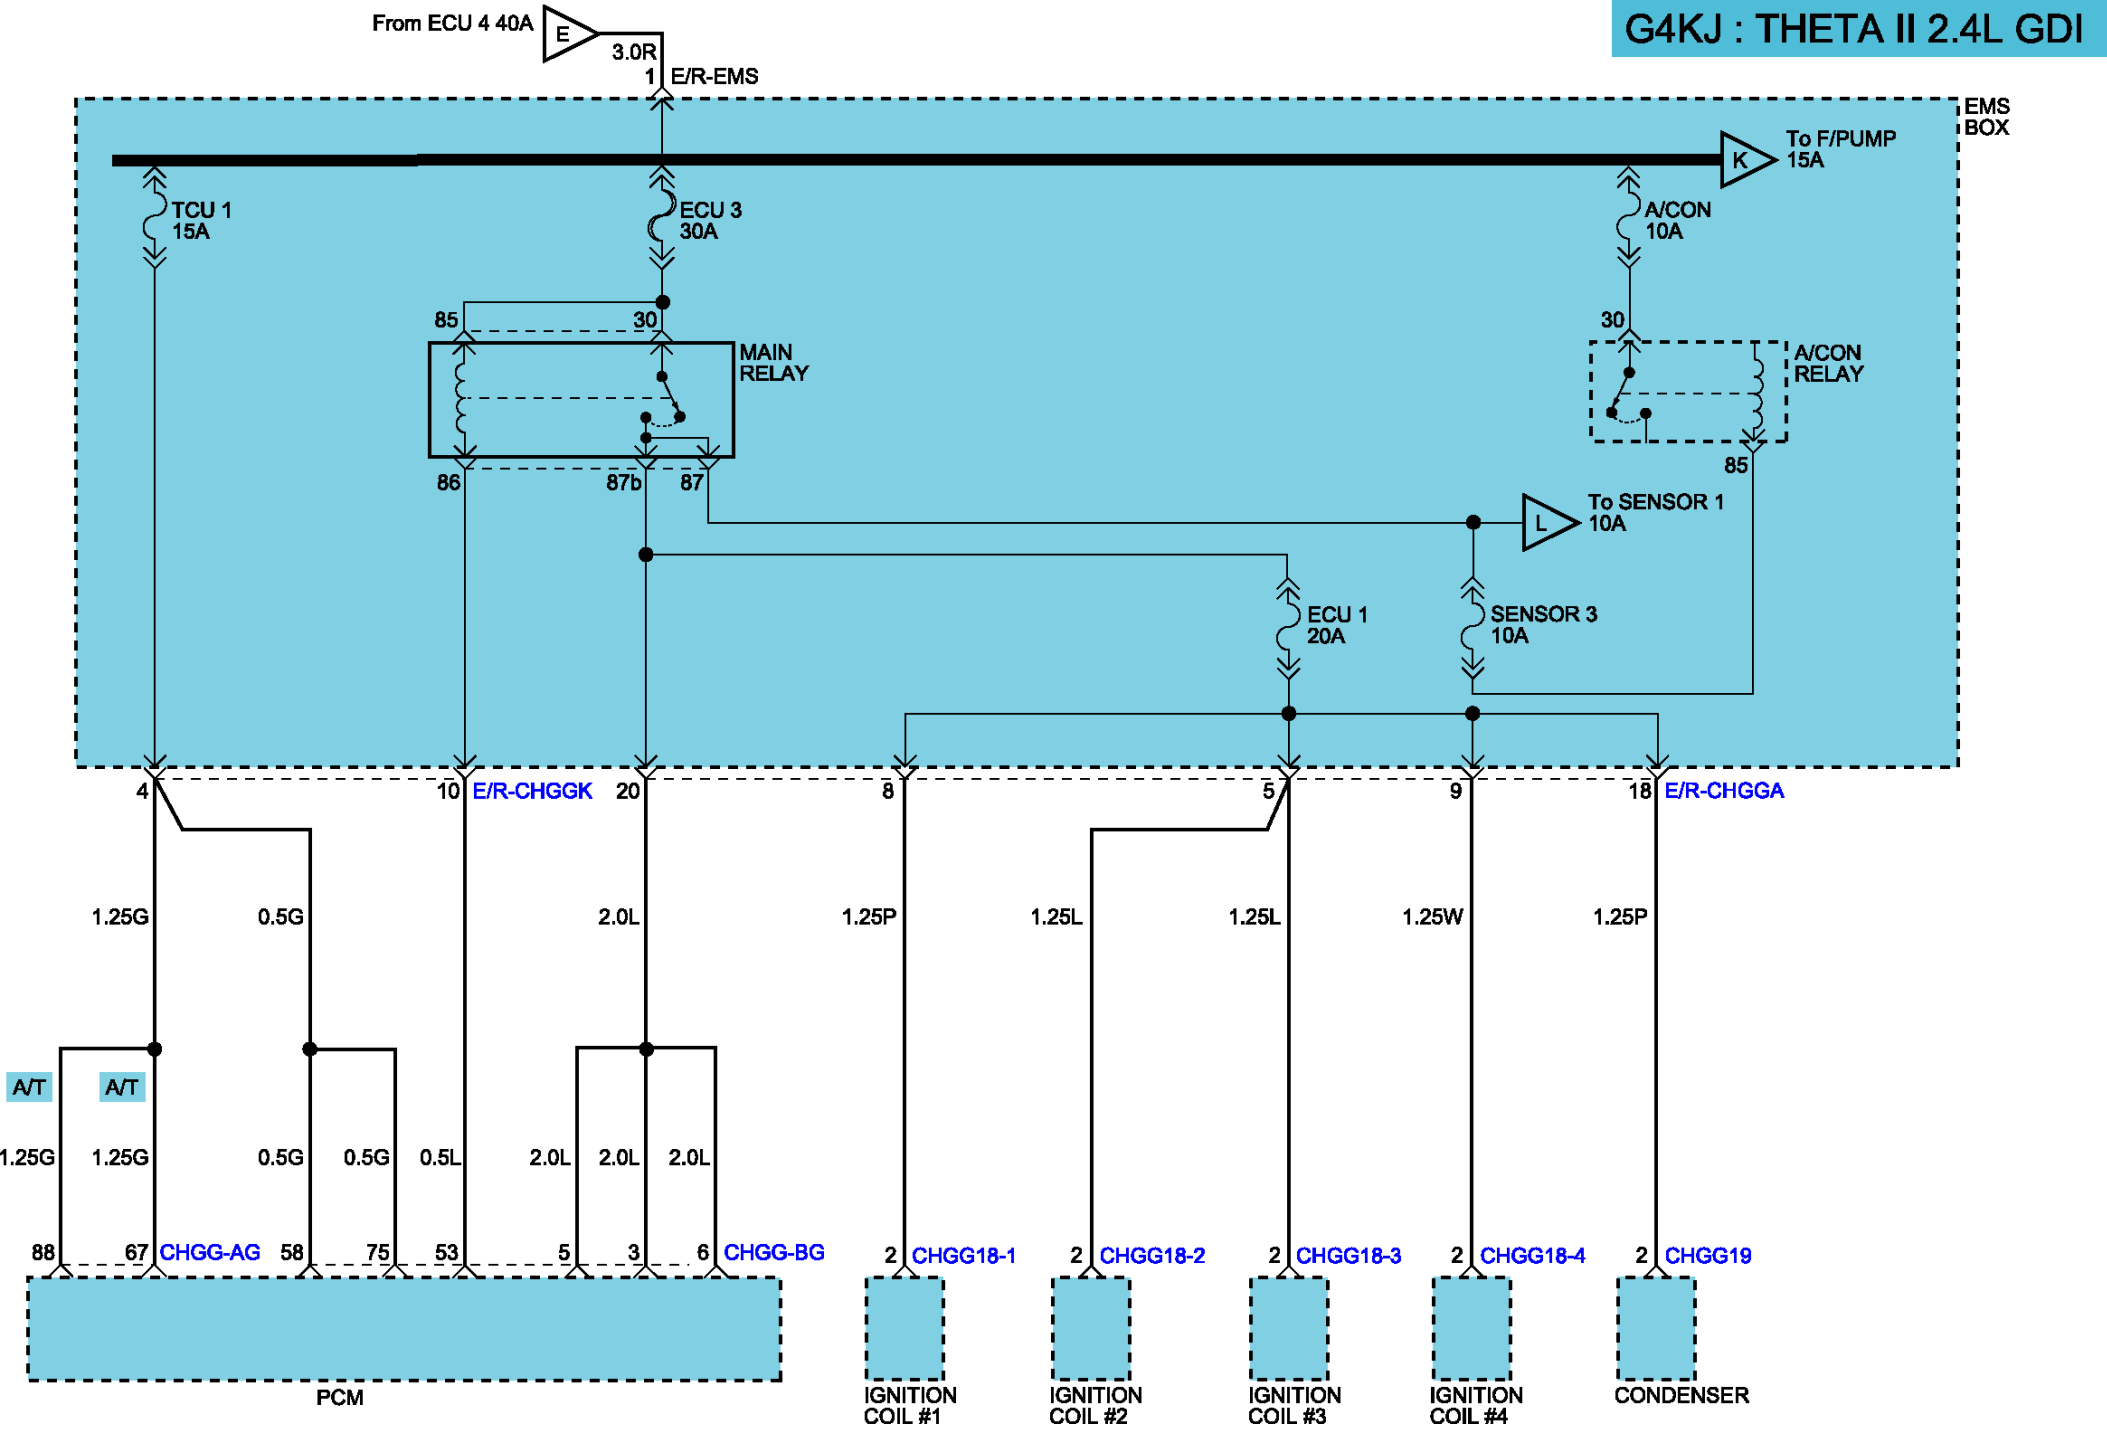 G4KJ : THETA II 2.4L GDI
From ECU 4 40A
E
3.0R
1 E/R-EMS
EMS
BOX
K
To F/PUMP
15A
TCU 1
15A
ECU 3
30A
A/CON
10A
85
30
30
MAIN
RELAY
A/CON
RELAY
86
87b
87
85
L
To SENSOR 1
10A
ECU 1
20A
SENSOR 3
10A
4
10 E/R-CHGGK
20
8
5
9
18 E/R-CHGGA
1.25G
0.5G
2.0L
1.25P
1.25L
1.25L
1.25W
1.25P
A/T
A/T
1.25G
1.25G
0.5G
0.5G
0.5L
2.0L
2.0L
2.0L
88
67 CHGG-AG
58
75
53
5
3
6 CHGG-BG
2 CHGG18-1
2 CHGG18-2
2 CHGG18-3
2 CHGG18-4
2 CHGG19
PCM
IGNITION
COIL #1
IGNITION
COIL #2
IGNITION
COIL #3
IGNITION
COIL #4
CONDENSER